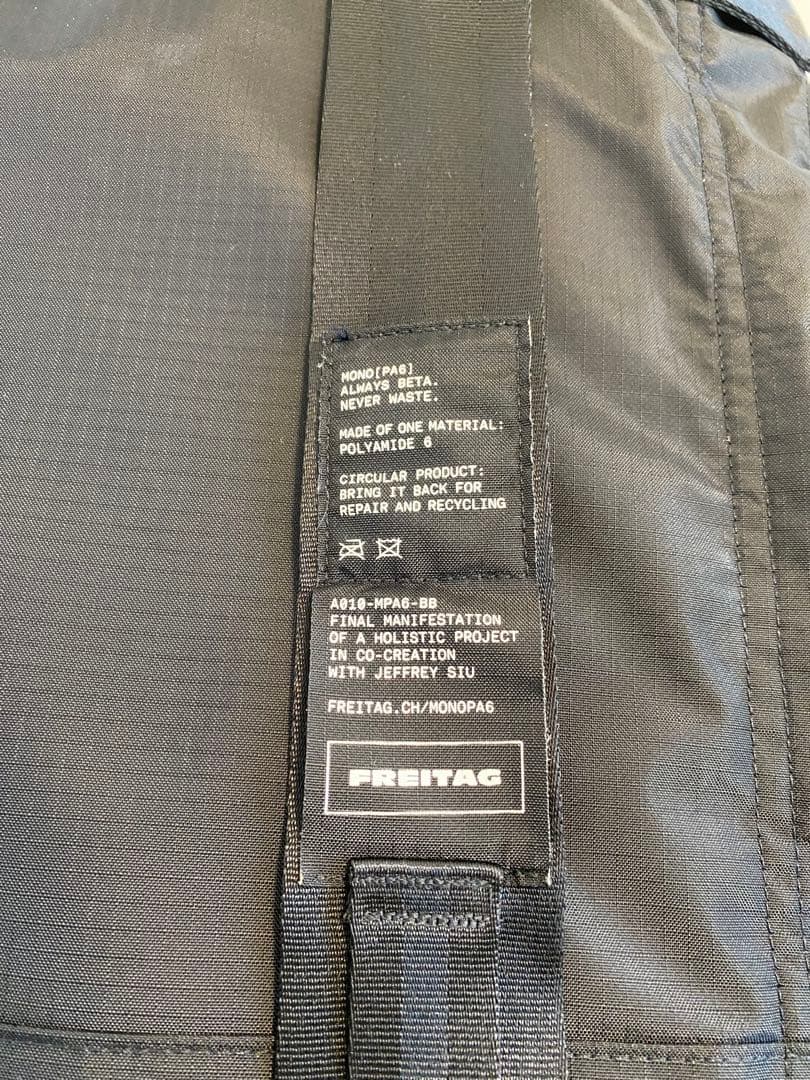 MONO[PA6]
ALWAYS BETA.
NEVER WASTE.
MADE OF ONE MATERIAL:
POLYAMIDE 6
CIRCULAR PRODUCT:
BRING IT BACK FOR
REPAIR AND RECYCLING
A010-MPA6-BB
FINAL MANIFESTATION
OF A HOLISTIC PROJECT
IN CO-CREATION
WITH JEFFREY SIU
FREITAG.CH/MONOPA6
FREITAG